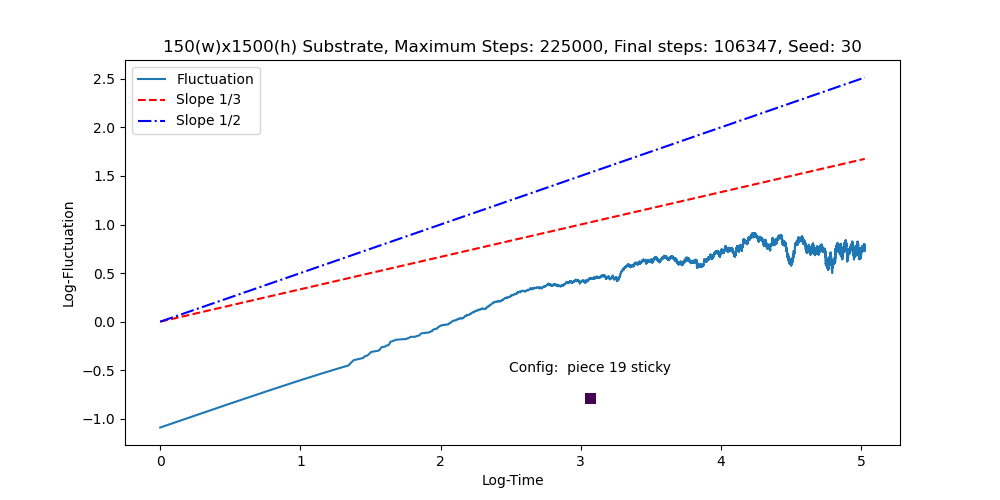 150(w)x1500(h) Substrate, Maximum Steps: 225000, Final steps: 106347, Seed: 30
Fluctuation
Slope 1/3
Slope 1/2
2.5
2.0
1.5
1.0
0.5
0.0
−0.5
−1.0
Log-Fluctuation
Config:  piece 19 sticky
0 1 2 3 4 5
Log-Time